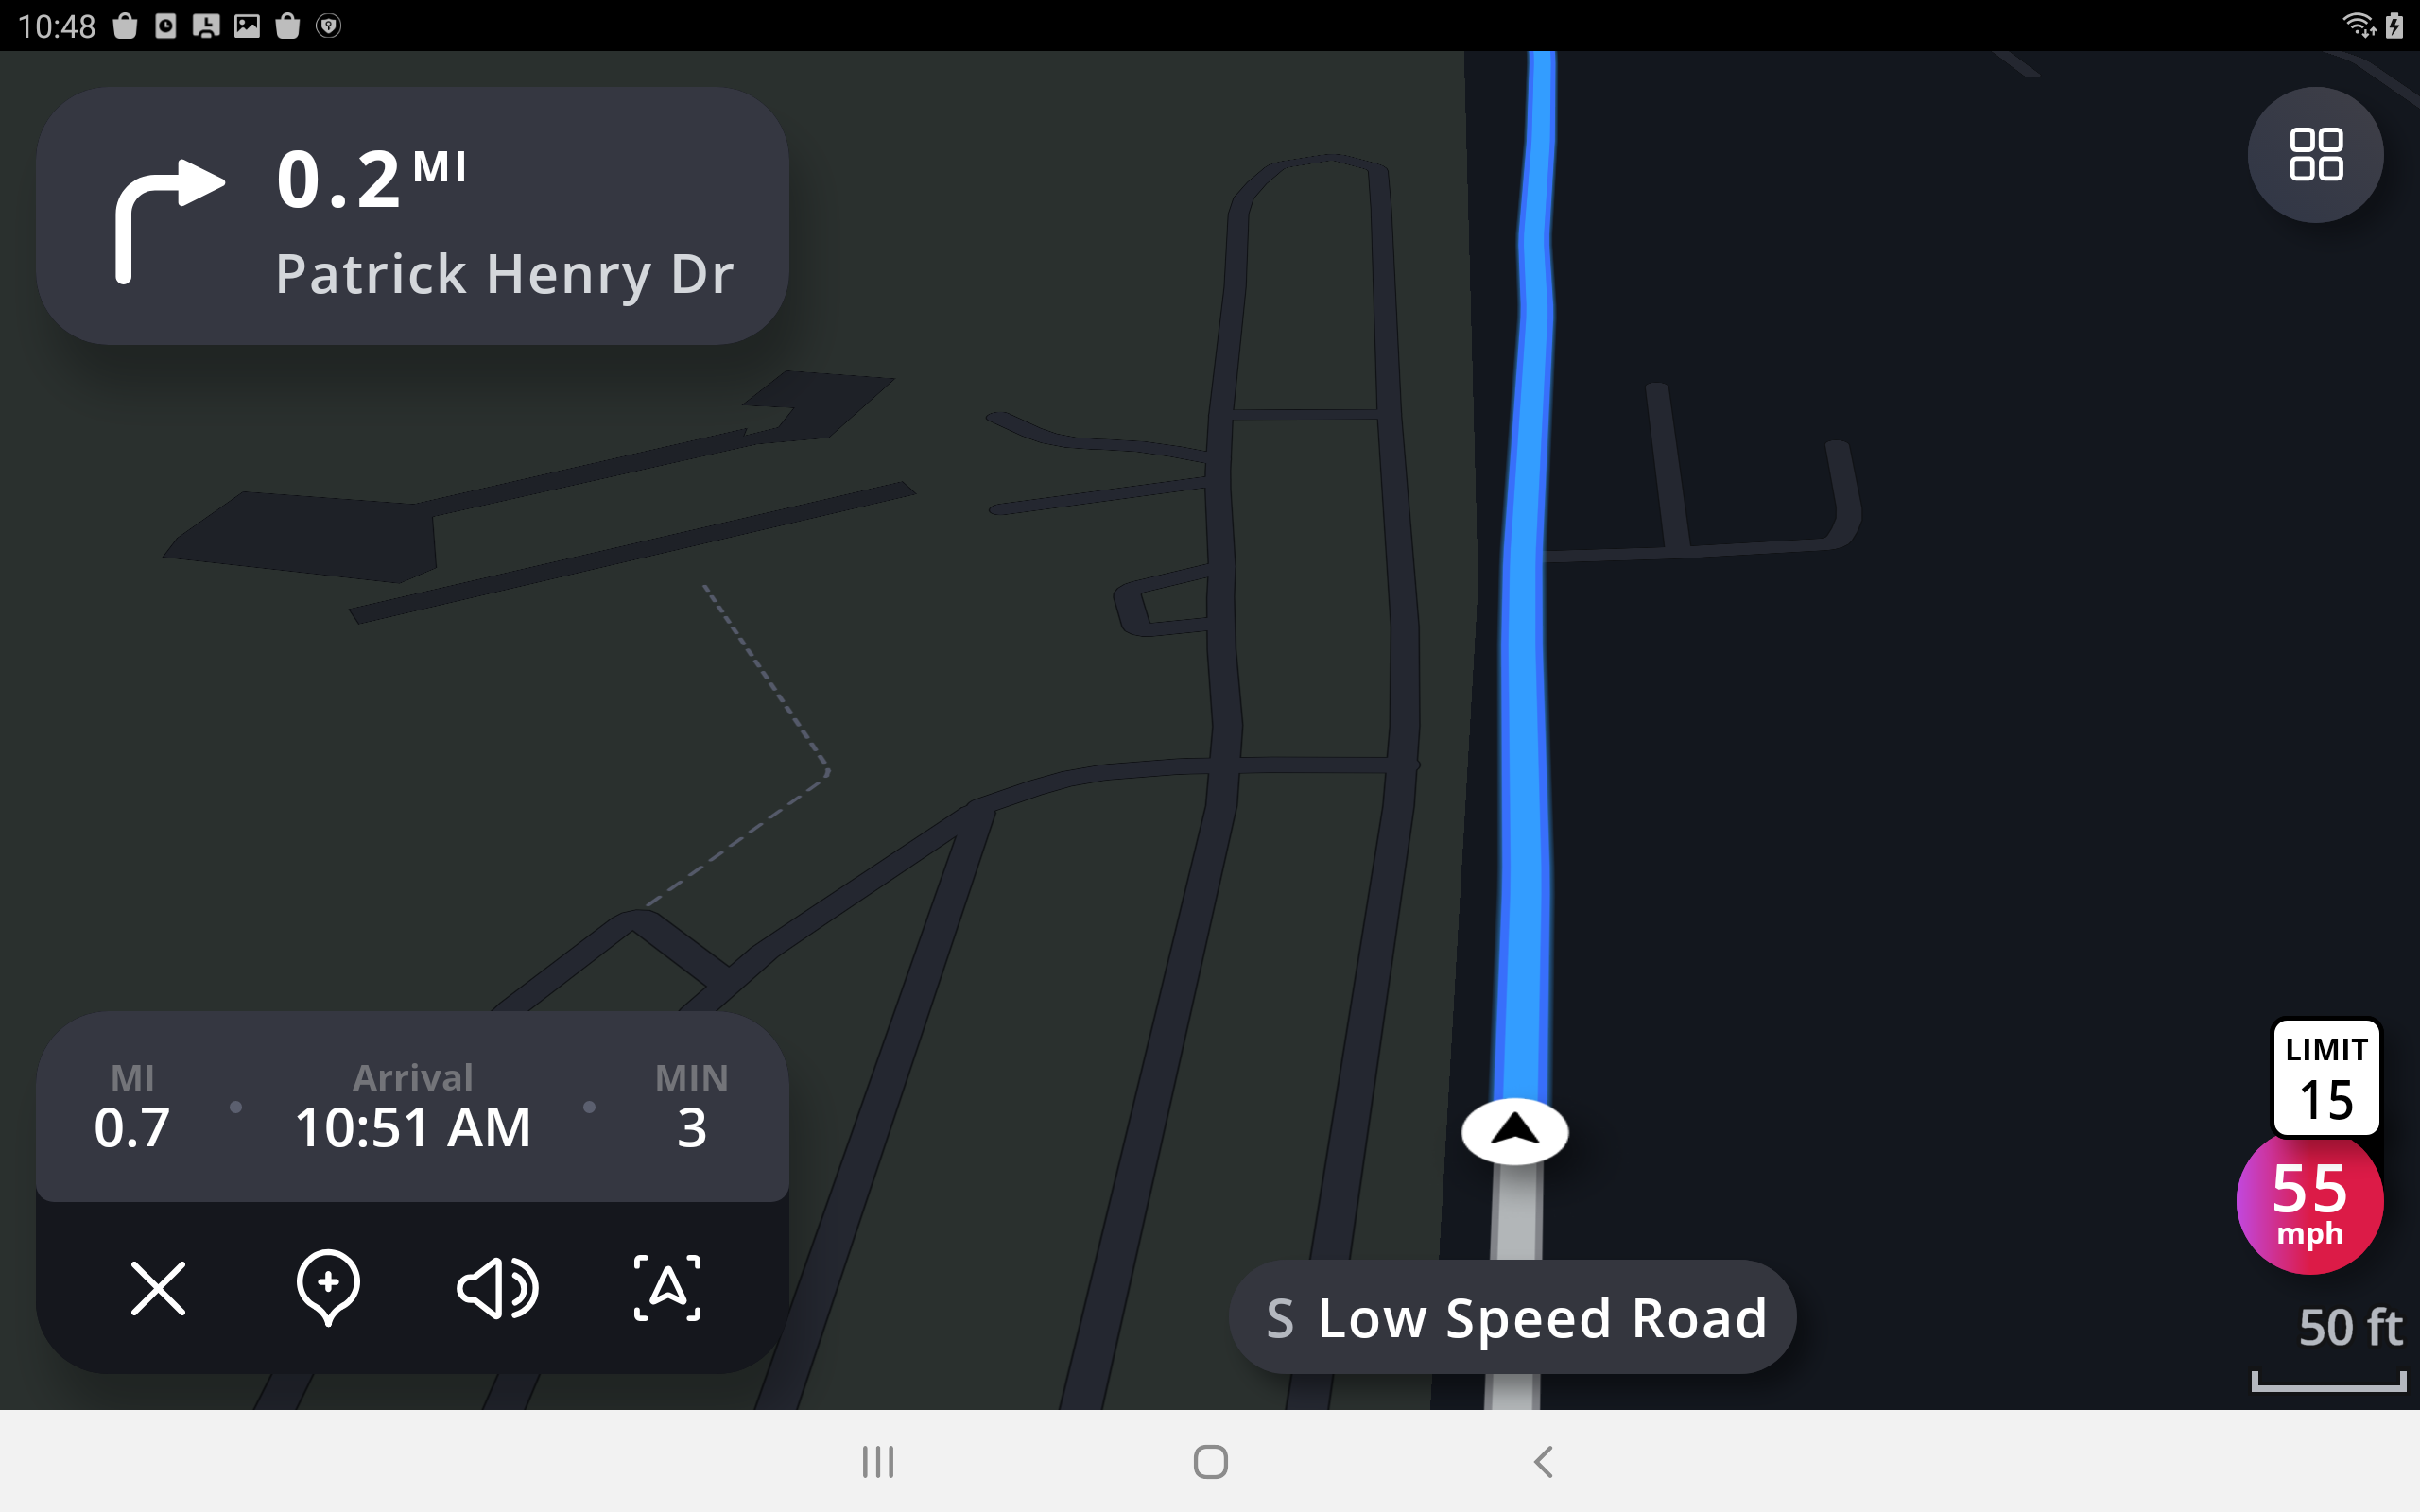 10:48
0.2 MI
Patrick Henry Dr
MI Arrival MIN
0.7 10:51 AM 3
LIMIT
15
55
mph
S Low Speed Road
50 ft